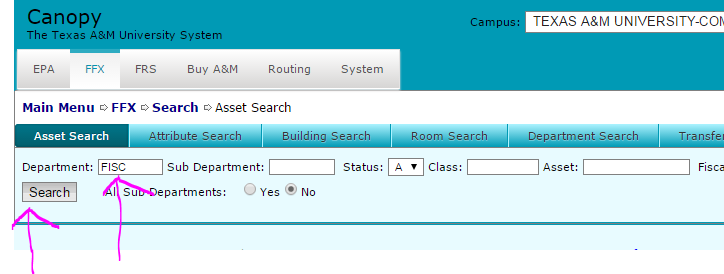 Canopy
The Texas A&M University System
Campus: TEXAS A&M UNIVERSITY-COM
EPA FFX FRS Buy A&M Routing System
Main Menu ⇨ FFX ⇨ Search ⇨ Asset Search
Asset Search Attribute Search Building Search Room Search Department Search Transfer
Department: FISC Sub Department: Status: A ▼ Class: Asset: Fisca
Search All Sub Departments: Yes No